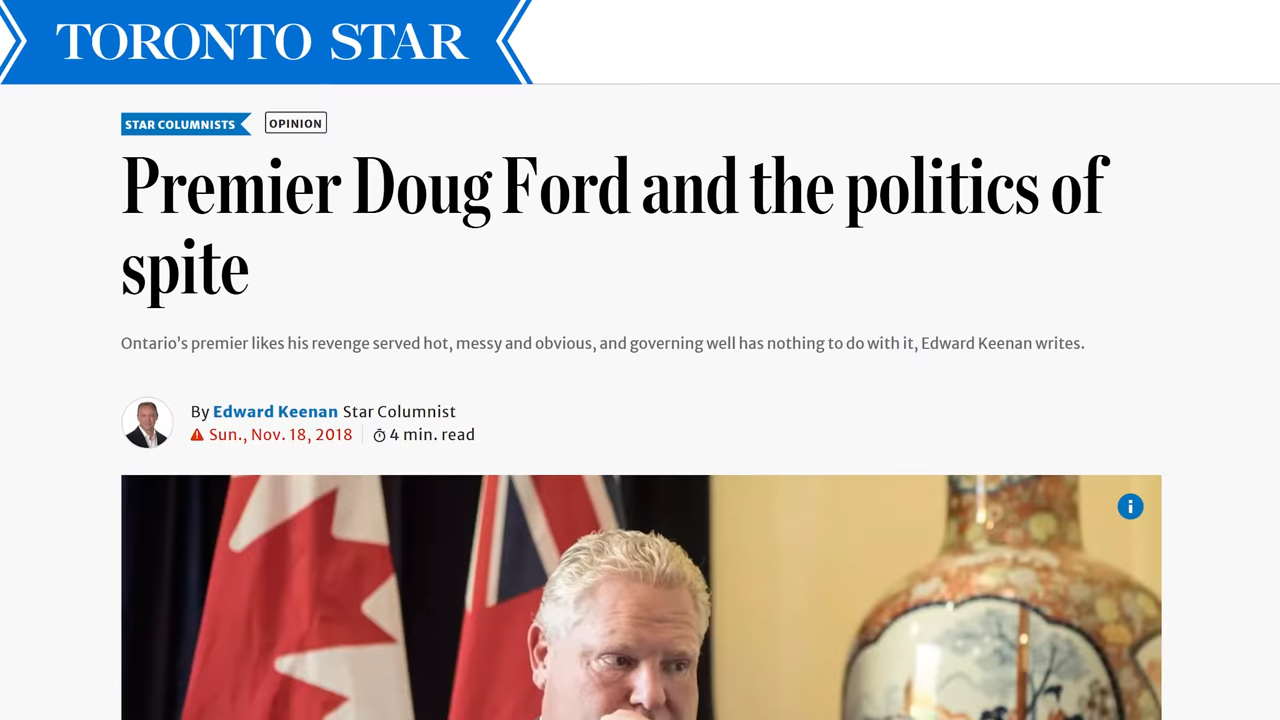 TORONTO STAR
STAR COLUMNISTS
OPINION
Premier Doug Ford and the politics of
spite
Ontario's premier likes his revenge served hot, messy and obvious, and governing well has nothing to do with it, Edward Keenan writes.
By Edward Keenan Star Columnist
Sun., Nov. 18, 2018
4 min. read
i